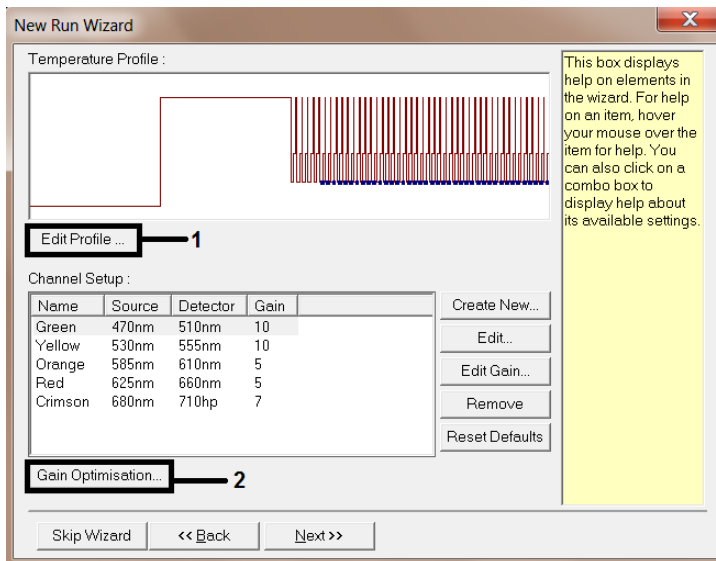 New Run Wizard
X
Temperature Profile :
This box displays
help on elements in
the wizard. For help
on an item, hover
your mouse over the
item for help. You
can also click on a
combo box to
display help about
its available settings.
Edit Profile ...
1
Channel Setup :
Name Source Detector Gain
Green 470nm 510nm 10
Yellow 530nm 555nm 10
Orange 585nm 610nm 5
Red 625nm 660nm 5
Crimson 680nm 710hp 7
Create New...
Edit...
Edit Gain...
Remove
Reset Defaults
Gain Optimisation...
2
Skip Wizard
<< Back
Next >>